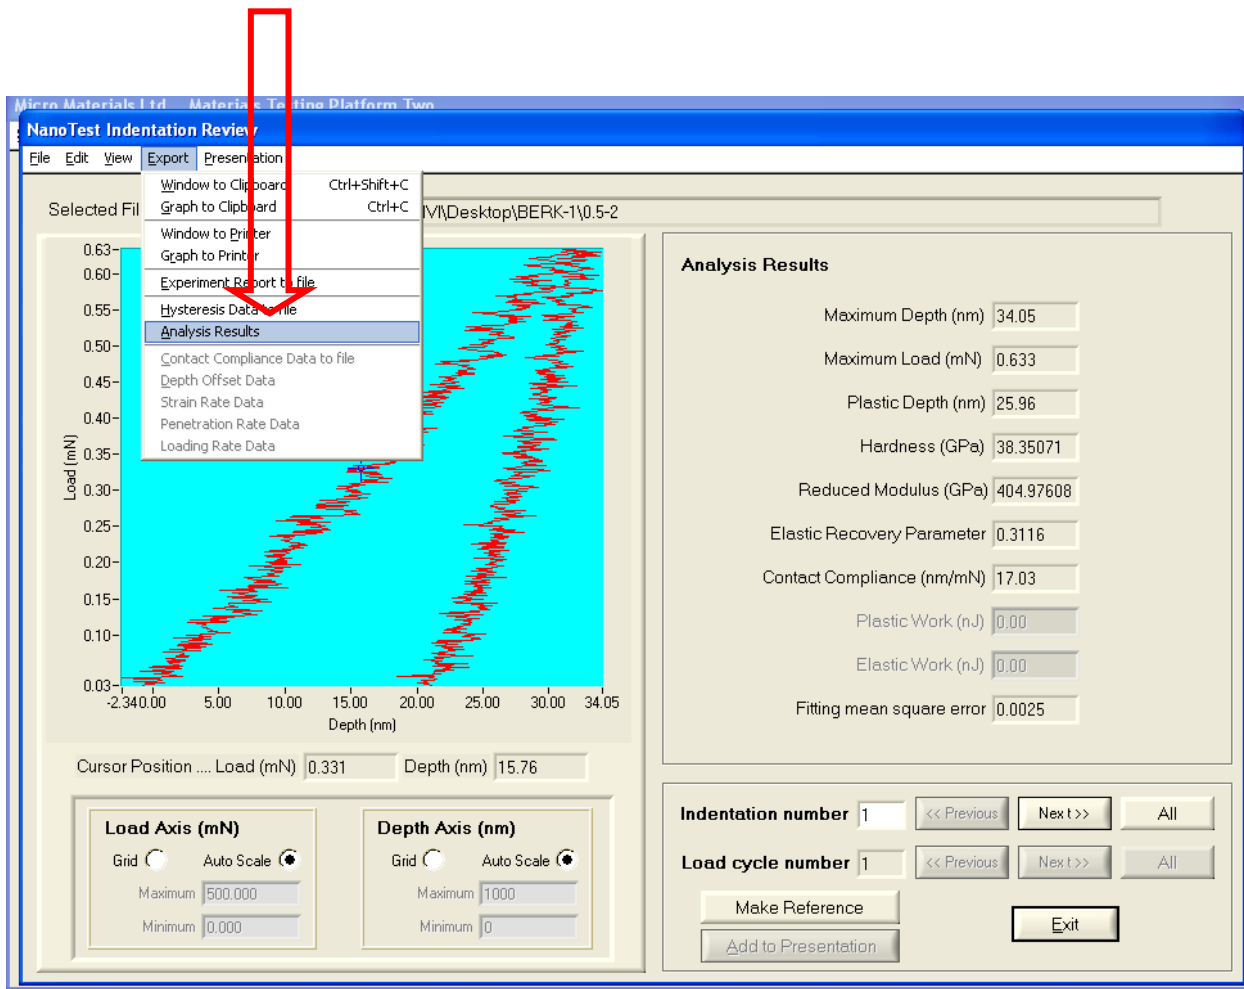 Micro Materials Ltd   Materials Testing Platform Two
NanoTest Indentation Review
File Edit View Export Presentation
Window to Clipboard Ctrl+Shift+C
Graph to Clipboard Ctrl+C
Window to Printer
Graph to Printer
Experiment Report to file
Hysteresis Data to file
Analysis Results
Contact Compliance Data to file
Depth Offset Data
Strain Rate Data
Penetration Rate Data
Loading Rate Data
Selected Fil
\Desktop\BERK-1\0.5-2
Load (mN)
0.63
0.60
0.55
0.50
0.45
0.40
0.35
0.30
0.25
0.20
0.15
0.10
0.03
-2.34 0.00 5.00 10.00 15.00 20.00 25.00 30.00 34.05
Depth (nm)
Cursor Position .... Load (mN) 0.331 Depth (nm) 15.76
Load Axis (mN)
Grid Auto Scale
Maximum 500.000
Minimum 0.000
Depth Axis (nm)
Grid Auto Scale
Maximum 1000
Minimum 0
Analysis Results
Maximum Depth (nm) 34.05
Maximum Load (mN) 0.633
Plastic Depth (nm) 25.96
Hardness (GPa) 38.35071
Reduced Modulus (GPa) 404.97608
Elastic Recovery Parameter 0.3116
Contact Compliance (nm/mN) 17.03
Plastic Work (nJ) 0.00
Elastic Work (nJ) 0.00
Fitting mean square error 0.0025
Indentation number 1 << Previous Next >> All
Load cycle number 1 << Previous Next >> All
Make Reference
Add to Presentation
Exit